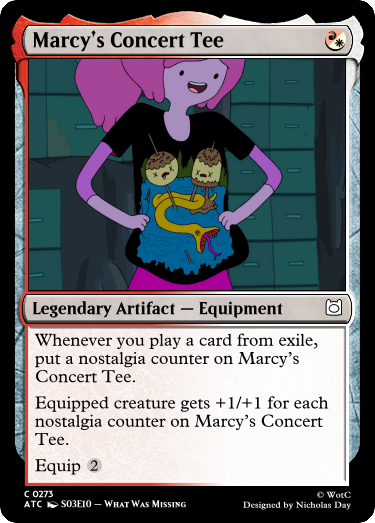 Marcy's Concert Tee
Legendary Artifact — Equipment
Whenever you play a card from exile,
put a nostalgia counter on Marcy's
Concert Tee.
Equipped creature gets +1/+1 for each
nostalgia counter on Marcy's Concert
Tee.
Equip 2
C 0273
© WotC
ATC S03E10 – What Was Missing
Designed by Nicholas Day